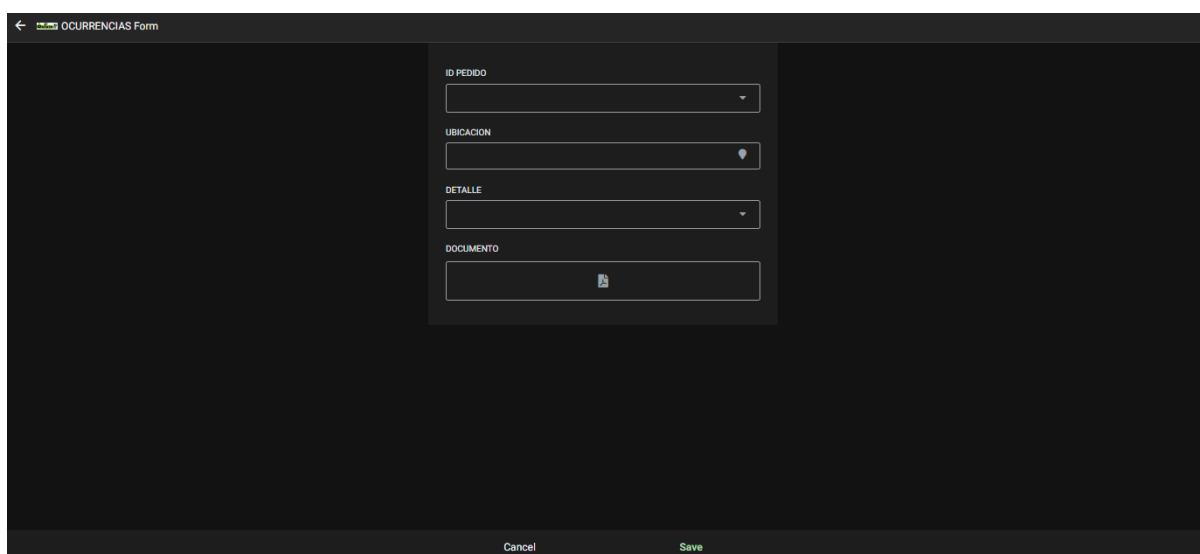 OCURRENCIAS Form
ID PEDIDO
UBICACION
DETALLE
DOCUMENTO
Cancel Save